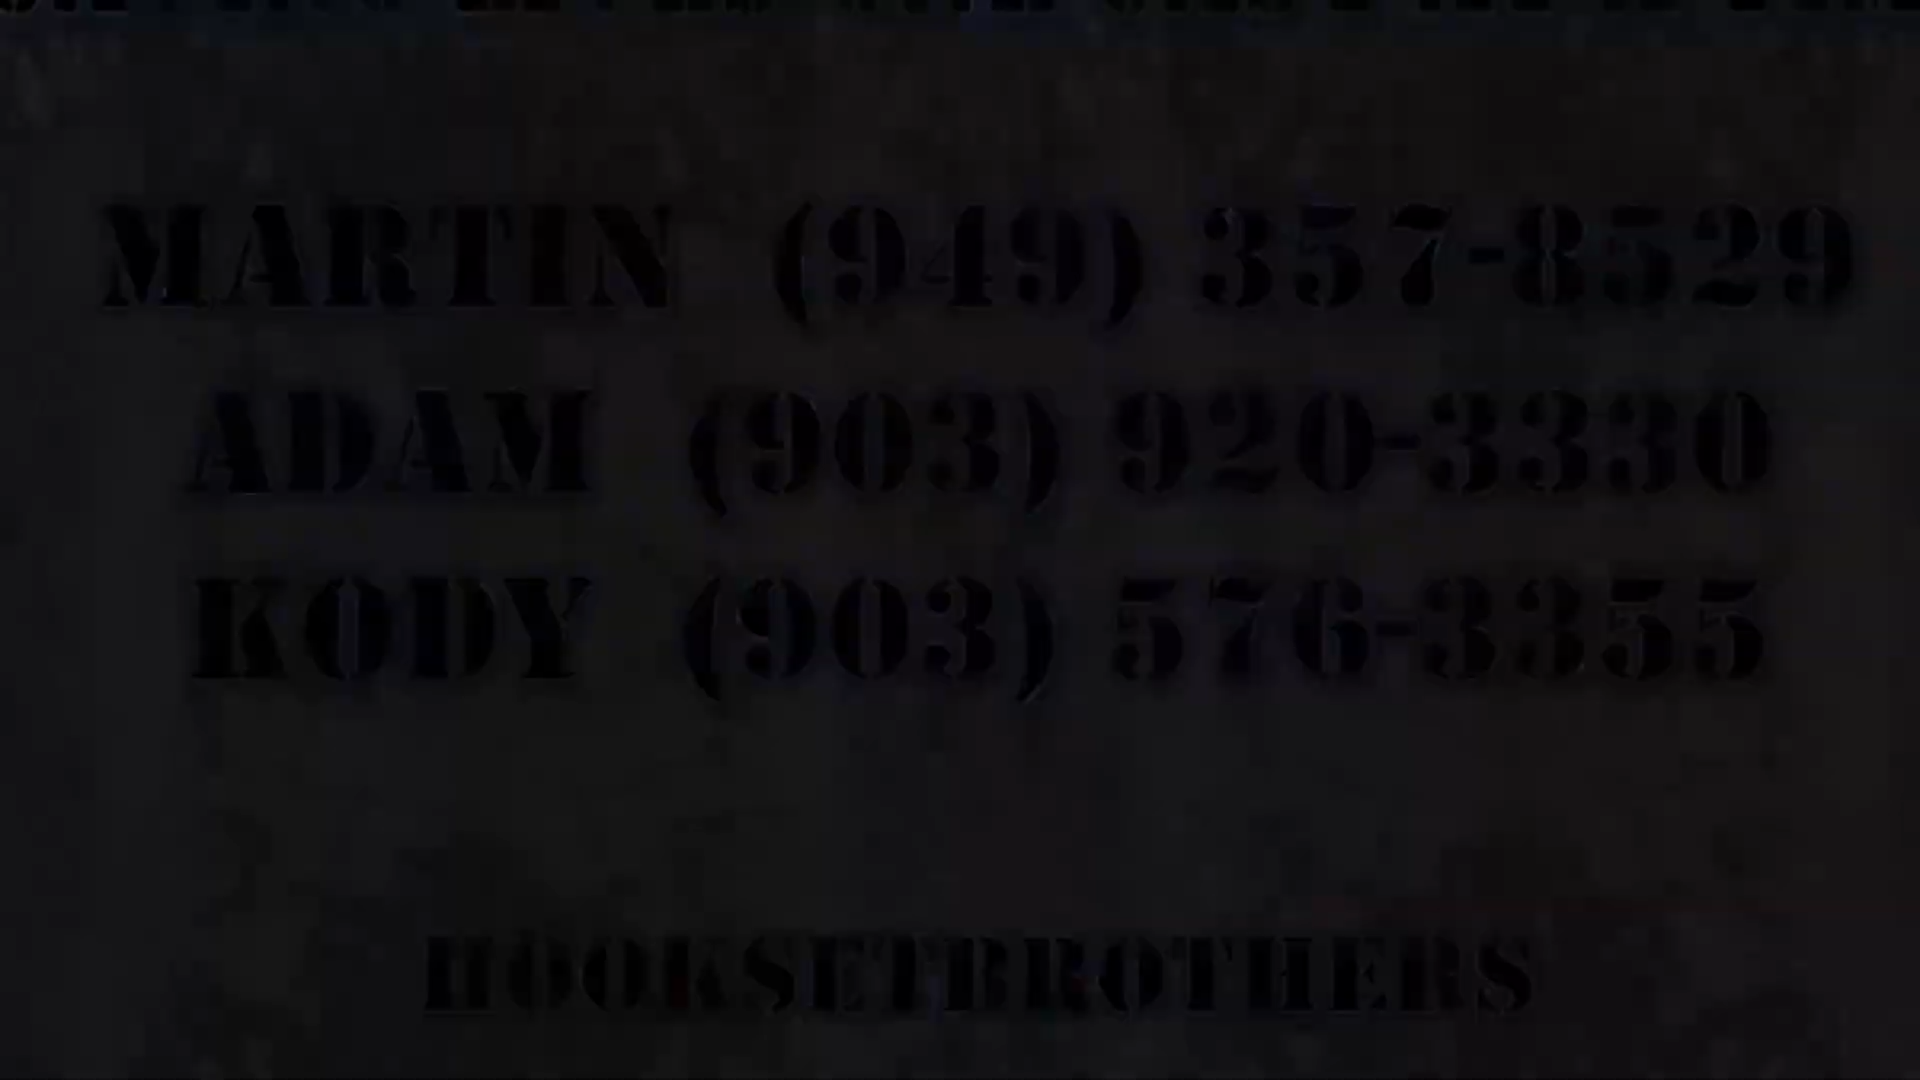 MARTIN (949) 357-8529
ADAM (903) 920-3330
KODY (903) 576-3355
HOOKSETBROTHERS